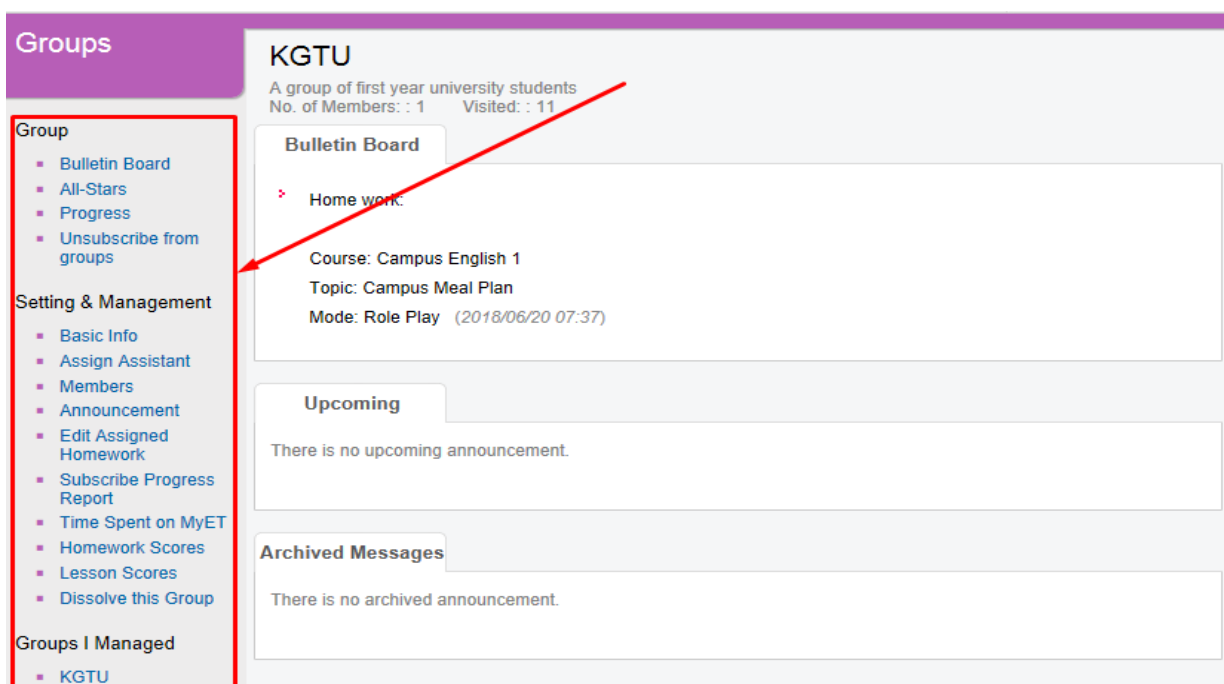 Groups
Group
Bulletin Board
All-Stars
Progress
Unsubscribe from
groups
Setting & Management
Basic Info
Assign Assistant
Members
Announcement
Edit Assigned
Homework
Subscribe Progress
Report
Time Spent on MyET
Homework Scores
Lesson Scores
Dissolve this Group
Groups I Managed
KGTU
KGTU
A group of first year university students
No. of Members: : 1 Visited: : 11
Bulletin Board
Home work:
Course: Campus English 1
Topic: Campus Meal Plan
Mode: Role Play (2018/06/20 07:37)
Upcoming
There is no upcoming announcement.
Archived Messages
There is no archived announcement.